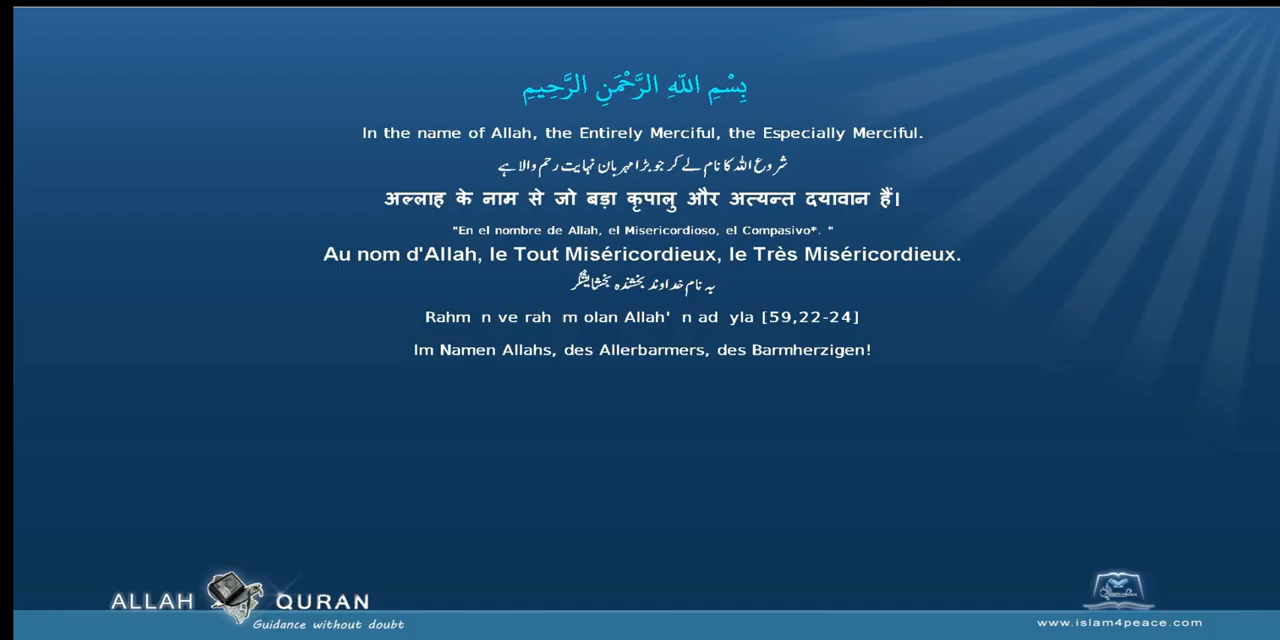 بِسْمِ اللّهِ الرَّحْمَنِ الرَّحِيمِ
In the name of Allah, the Entirely Merciful, the Especially Merciful.
شروع الله کا نام لے کر جو بڑا مہربان نہایت رحم والا ہے
अल्लाह के नाम से जो बड़ा कृपालु और अत्यन्त दयावान हैं।
"En el nombre de Allah, el Misericordioso, el Compasivo*. "
Au nom d'Allah, le Tout Miséricordieux, le Très Miséricordieux.
به نام خداوند بخشنده بخشایشگر
Rahm n ve rah m olan Allah' n ad yla [59,22-24]
Im Namen Allahs, des Allerbarmers, des Barmherzigen!
ALLAH QURAN
Guidance without doubt
www.islam4peace.com